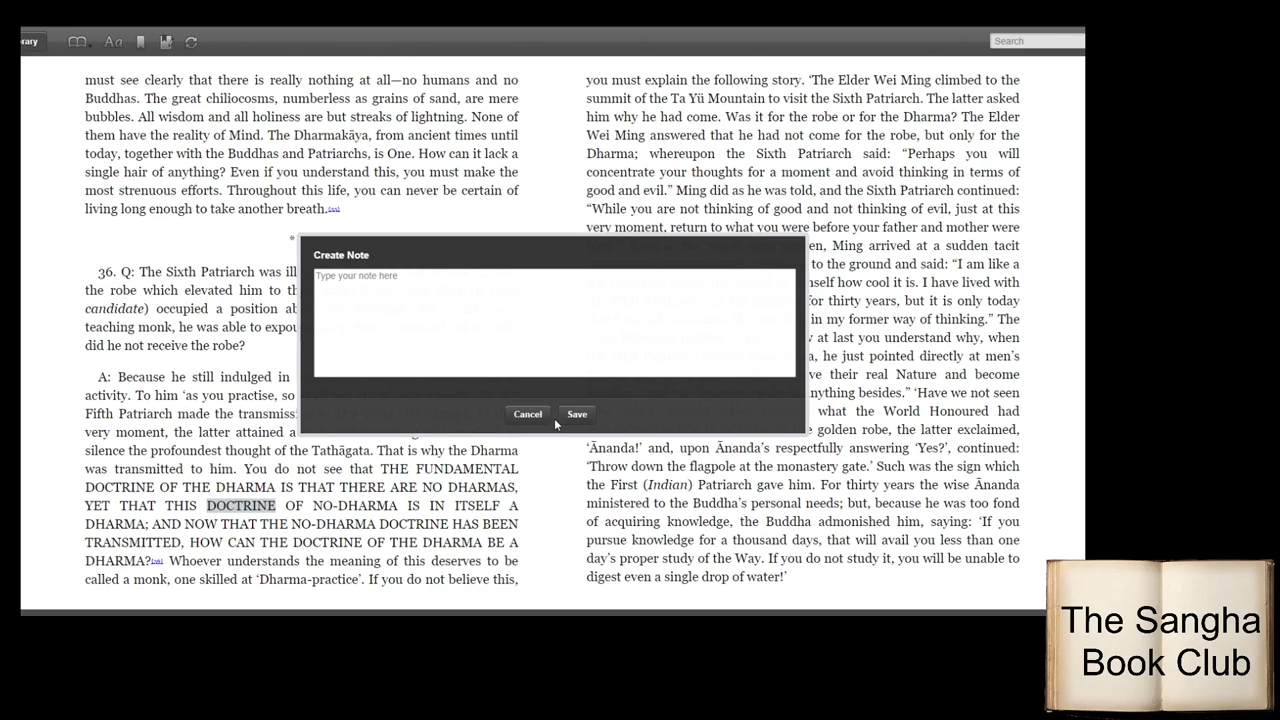 rary
Aa
Search
must see clearly that there is really nothing at all—no humans and no
Buddhas. The great chiliocosms, numberless as grains of sand, are mere
bubbles. All wisdom and all holiness are but streaks of lightning. None of
them have the reality of Mind. The Dharmakāya, from ancient times until
today, together with the Buddhas and Patriarchs, is One. How can it lack a
single hair of anything? Even if you understand this, you must make the
most strenuous efforts. Throughout this life, you can never be certain of
living long enough to take another breath.
*
36. Q: The Sixth Patriarch was ill
the robe which elevated him to th
candidate) occupied a position ab
teaching monk, he was able to expou
did he not receive the robe?
A: Because he still indulged in
activity. To him ‘as you practise, so
Fifth Patriarch made the transmissi
very moment, the latter attained a
silence the profoundest thought of the Tathāgata. That is why the Dharma
was transmitted to him. You do not see that THE FUNDAMENTAL
DOCTRINE OF THE DHARMA IS THAT THERE ARE NO DHARMAS,
YET THAT THIS DOCTRINE OF NO-DHARMA IS IN ITSELF A
DHARMA; AND NOW THAT THE NO-DHARMA DOCTRINE HAS BEEN
TRANSMITTED, HOW CAN THE DOCTRINE OF THE DHARMA BE A
DHARMA? Whoever understands the meaning of this deserves to be
called a monk, one skilled at ‘Dharma-practice’. If you do not believe this,
Create Note
Type your note here
Cancel
Save
you must explain the following story. ‘The Elder Wei Ming climbed to the
summit of the Ta Yü Mountain to visit the Sixth Patriarch. The latter asked
him why he had come. Was it for the robe or for the Dharma? The Elder
Wei Ming answered that he had not come for the robe, but only for the
Dharma; whereupon the Sixth Patriarch said: “Perhaps you will
concentrate your thoughts for a moment and avoid thinking in terms of
good and evil.” Ming did as he was told, and the Sixth Patriarch continued:
“While you are not thinking of good and not thinking of evil, just at this
very moment, return to what you were before your father and mother were
en, Ming arrived at a sudden tacit
to the ground and said: “I am like a
nself how cool it is. I have lived with
for thirty years, but it is only today
in my former way of thinking.” The
w at last you understand why, when
a, he just pointed directly at men’s
ve their real Nature and become
anything besides.” ‘Have we not seen
what the World Honoured had
e golden robe, the latter exclaimed,
‘Ānanda!’ and, upon Ānanda’s respectfully answering ‘Yes?’, continued:
‘Throw down the flagpole at the monastery gate.’ Such was the sign which
the First (Indian) Patriarch gave him. For thirty years the wise Ānanda
ministered to the Buddha’s personal needs; but, because he was too fond
of acquiring knowledge, the Buddha admonished him, saying: ‘If you
pursue knowledge for a thousand days, that will avail you less than one
day’s proper study of the Way. If you do not study it, you will be unable to
digest even a single drop of water!’
The Sangha
Book Club